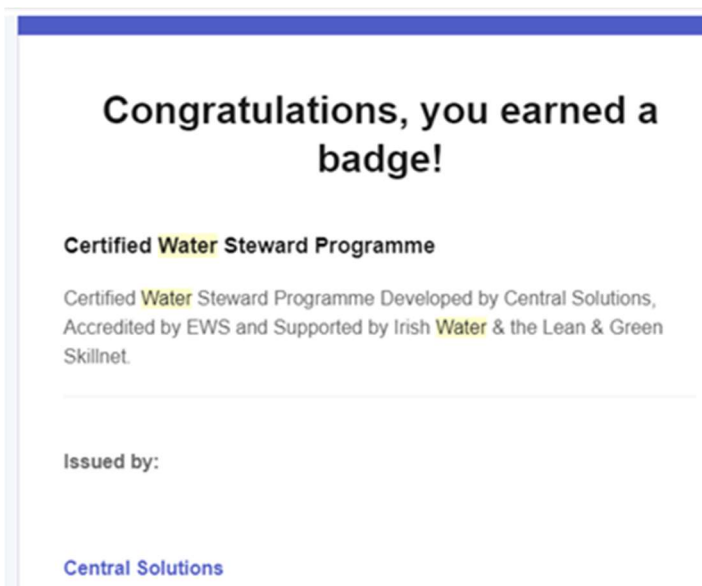 Congratulations, you earned a
badge!
Certified Water Steward Programme
Certified Water Steward Programme Developed by Central Solutions,
Accredited by EWS and Supported by Irish Water & the Lean & Green
Skillnet.
Issued by:
Central Solutions